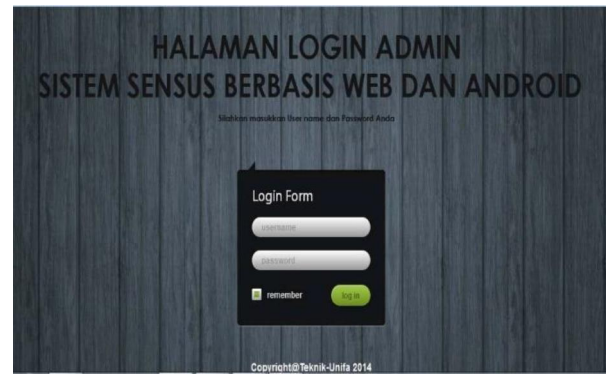 HALAMAN LOGIN ADMIN
SISTEM SENSUS BERBASIS WEB DAN ANDROID
Silahkan masukkan User name dan Password Anda
Login Form
username
password
remember
log in
Copyright@Teknik-Unifa 2014